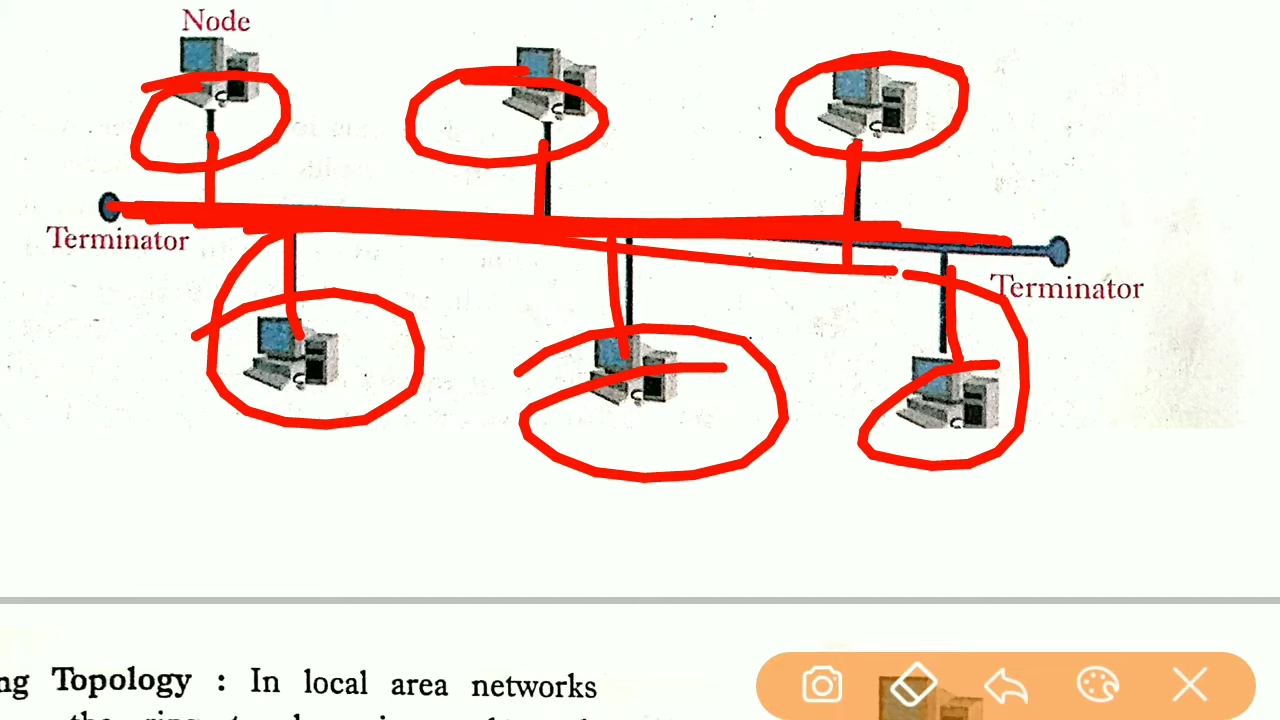 Node
Terminator
Terminator
ng Topology : In local area networks